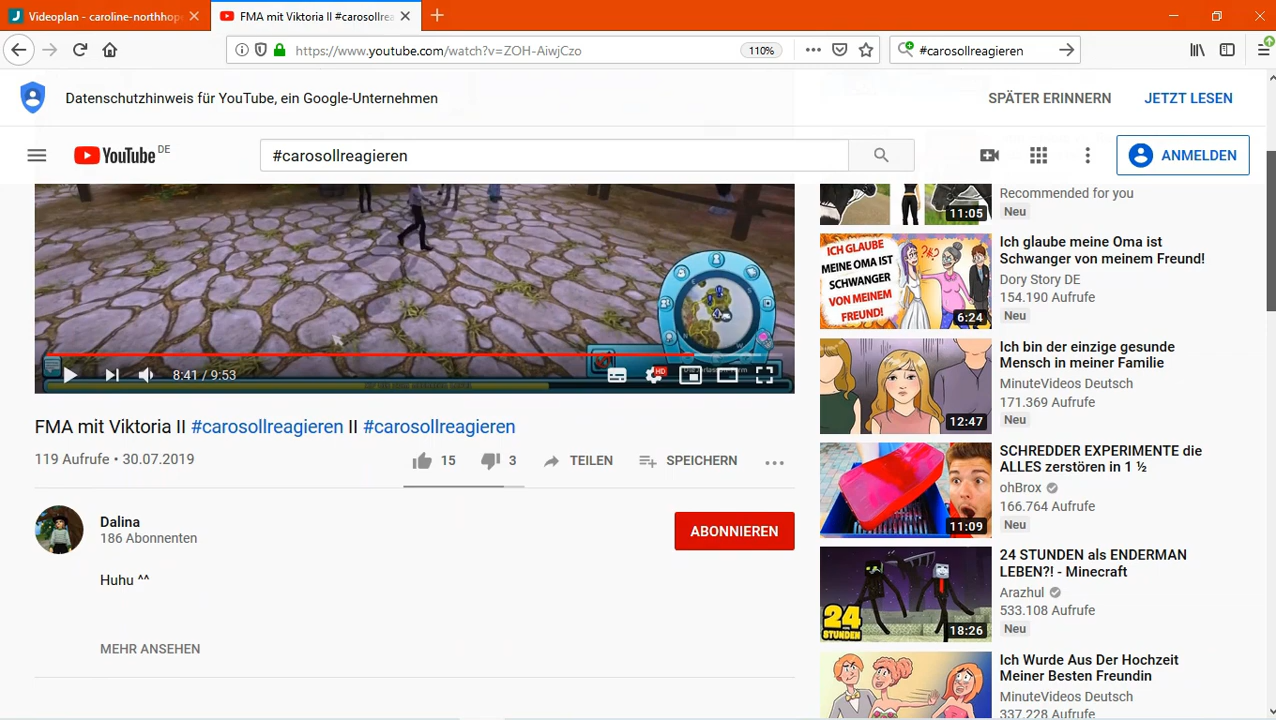 Videoplan - caroline-northhope
FMA mit Viktoria II #carosollrea
https://www.youtube.com/watch?v=ZOH-AiwjCzo
110%
#carosollreagieren
Datenschutzhinweis für YouTube, ein Google-Unternehmen
SPÄTER ERINNERN
JETZT LESEN
YouTube DE
#carosollreagieren
ANMELDEN
8:41 / 9:53
HD
FMA mit Viktoria II #carosollreagieren II #carosollreagieren
119 Aufrufe • 30.07.2019
15
3
TEILEN
SPEICHERN
Dalina
186 Abonnenten
ABONNIEREN
Huhu ^^
MEHR ANSEHEN
11:05
Recommended for you
Neu
ICH GLAUBE
MEINE OMA IST
SCHWANGER
VON MEINEM
FREUND!
6:24
Ich glaube meine Oma ist
Schwanger von meinem Freund!
Dory Story DE
154.190 Aufrufe
Neu
12:47
Ich bin der einzige gesunde
Mensch in meiner Familie
MinuteVideos Deutsch
171.369 Aufrufe
Neu
11:09
SCHREDDER EXPERIMENTE die
ALLES zerstören in 1 ½
ohBrox
166.764 Aufrufe
Neu
24
STUNDEN
18:26
24 STUNDEN als ENDERMAN
LEBEN?! - Minecraft
Arazhul
533.108 Aufrufe
Neu
Ich Wurde Aus Der Hochzeit
Meiner Besten Freundin
MinuteVideos Deutsch
337.228 Aufrufe